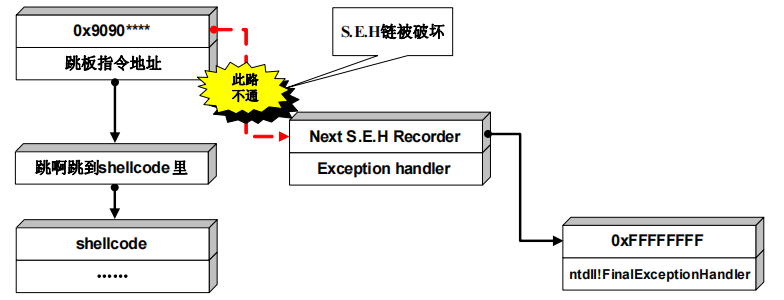 0x9090****
跳板指令地址
S.E.H链被破坏
此路
不通
Next S.E.H Recorder
Exception handler
跳啊跳到shellcode里
shellcode
……
0xFFFFFFFF
ntdll!FinalExceptionHandler